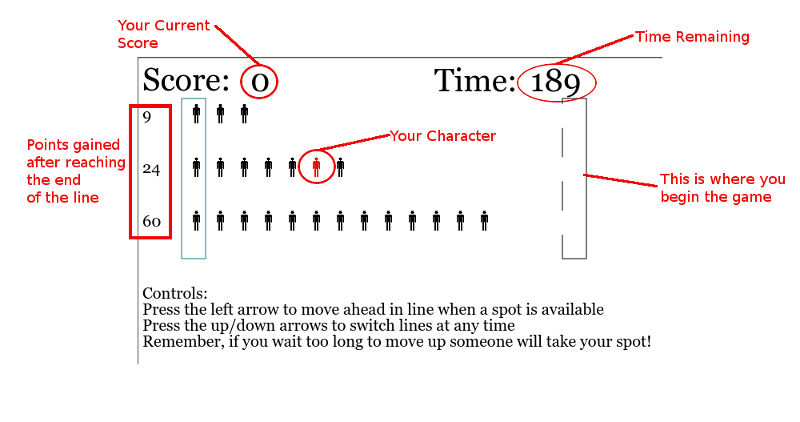 Your Current
Score
Time Remaining
Score: 0
Time: 189
9
Points gained
after reaching
the end
of the line
Your Character
24
This is where you
begin the game
60
Controls:
Press the left arrow to move ahead in line when a spot is available
Press the up/down arrows to switch lines at any time
Remember, if you wait too long to move up someone will take your spot!